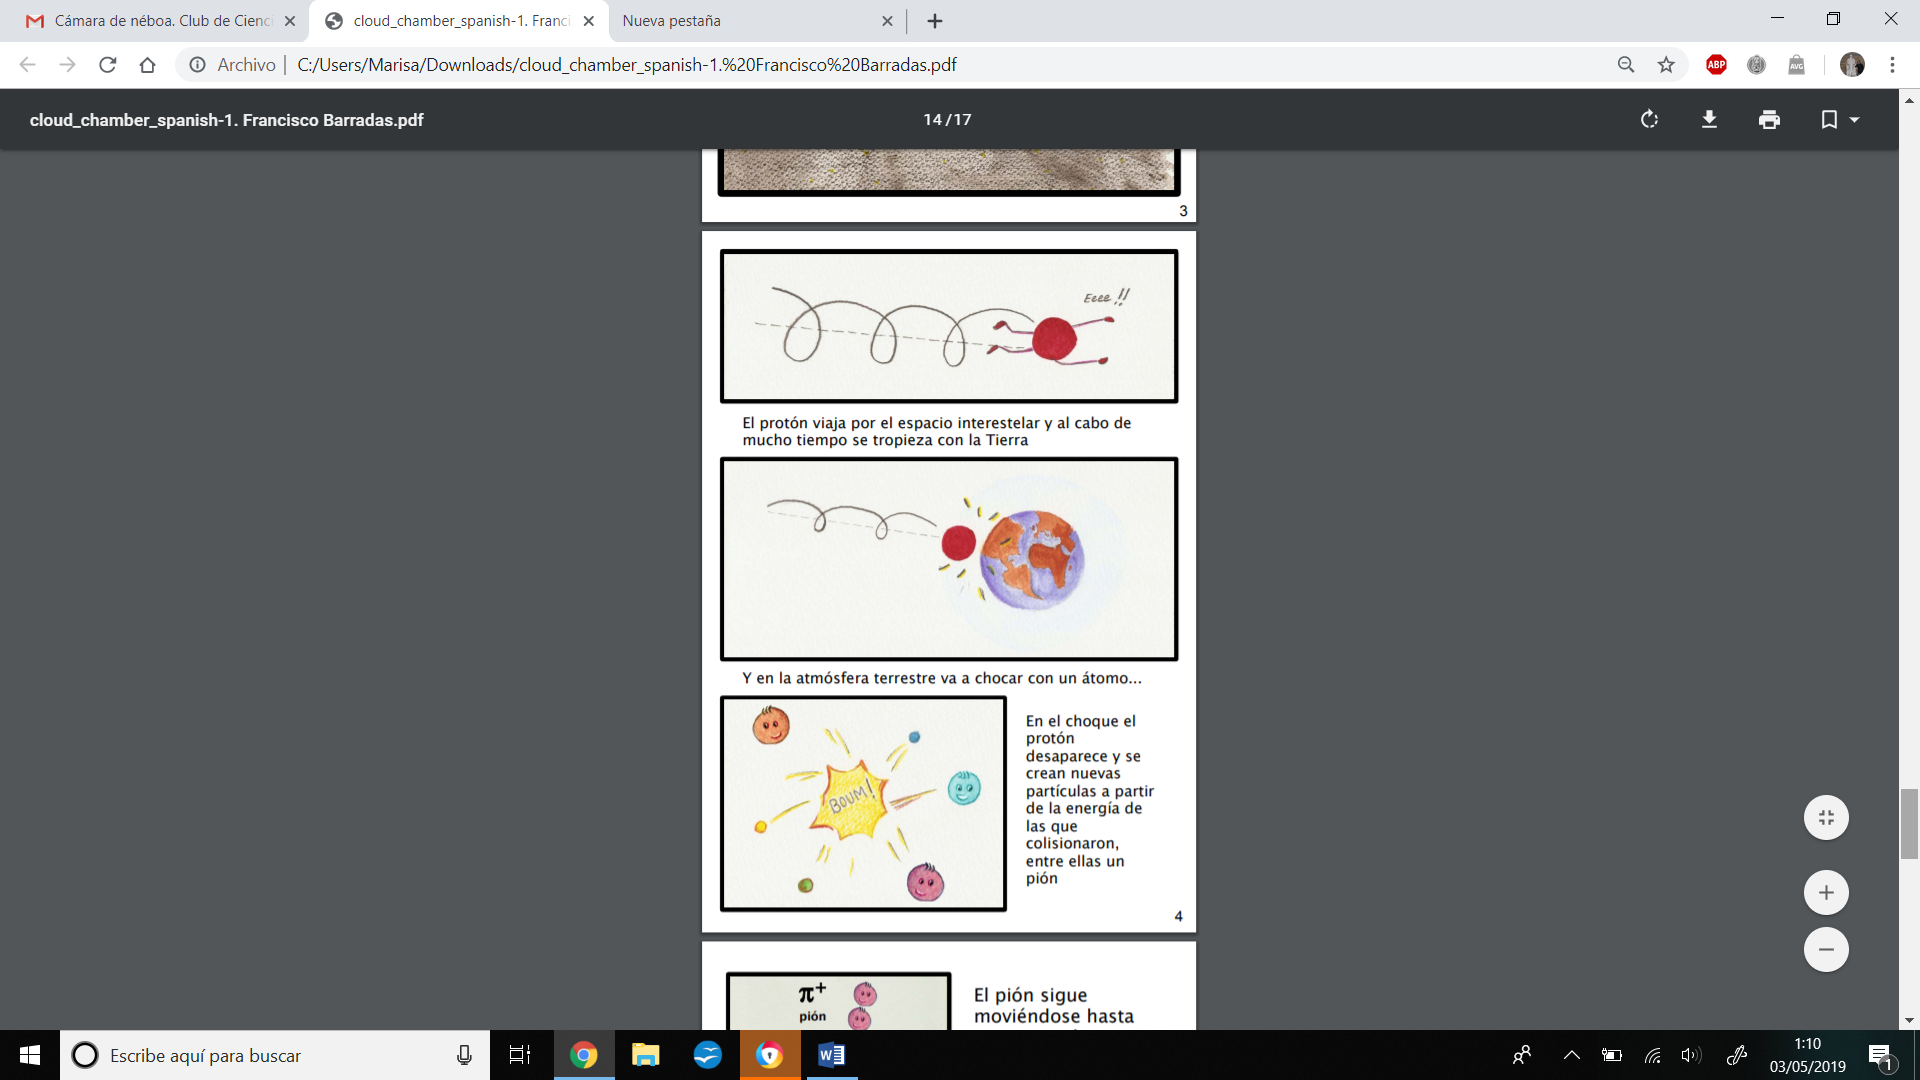 Cámara de néboa. Club de Cienci
cloud_chamber_spanish-1. Franci
Nueva pestaña
Archivo
C:/Users/Marisa/Downloads/cloud_chamber_spanish-1.%20Francisco%20Barradas.pdf
ABP
AVG
cloud_chamber_spanish-1. Francisco Barradas.pdf
14 / 17
3
Eeee !!
El protón viaja por el espacio interestelar y al cabo de
mucho tiempo se tropieza con la Tierra
Y en la atmósfera terrestre va a chocar con un átomo...
BOUM!
En el choque el
protón
desaparece y se
crean nuevas
partículas a partir
de la energía de
las que
colisionaron,
entre ellas un
pión
4
π+
pión
El pión sigue
moviéndose hasta
Escribe aquí para buscar
1:10
03/05/2019
1